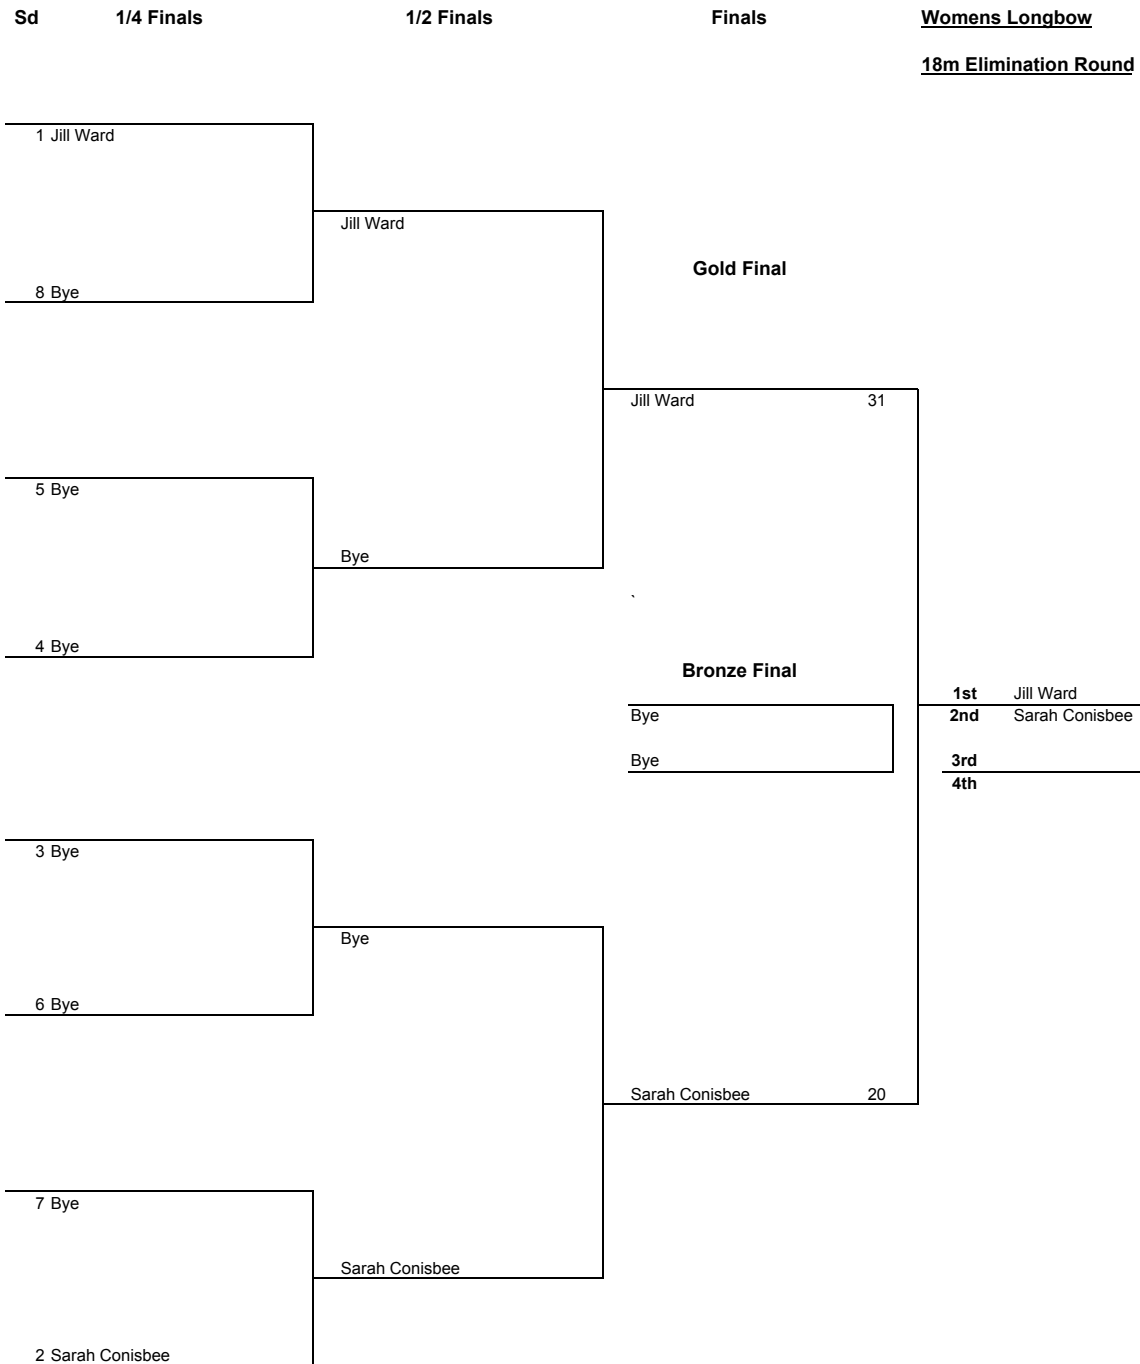 Sd 1/4 Finals 1/2 Finals Finals Womens Longbow
18m Elimination Round
1 Jill Ward
Jill Ward
Gold Final
8 Bye
Jill Ward 31
5 Bye
Bye
`
4 Bye
Bronze Final
1st Jill Ward
Bye 2nd Sarah Conisbee
Bye 3rd
4th
3 Bye
Bye
6 Bye
Sarah Conisbee 20
7 Bye
Sarah Conisbee
2 Sarah Conisbee